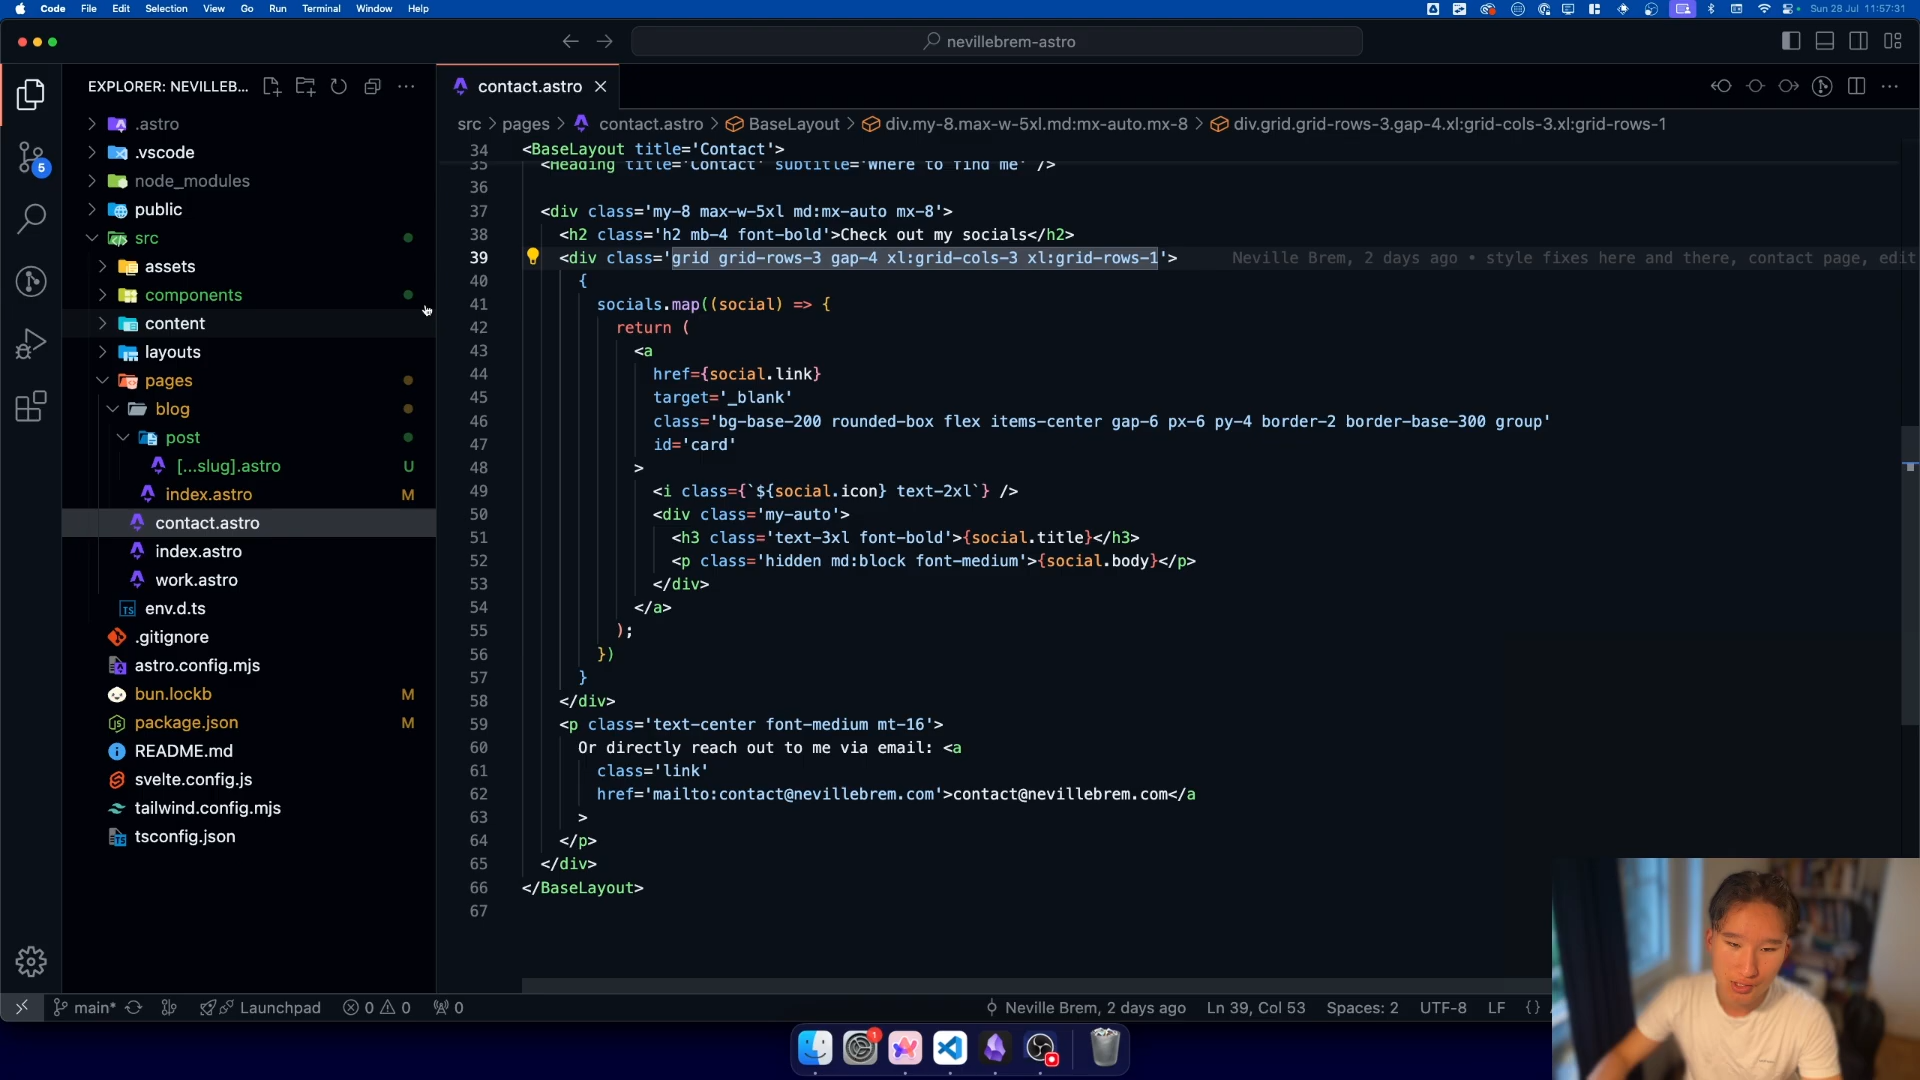 Code File Edit Selection View Go Run Terminal Window Help
Sun 28 Jul 11:57:31
nevillebrem-astro
EXPLORER: NEVILLEB...
contact.astro
src > pages > contact.astro > BaseLayout > div.my-8.max-w-5xl.md:mx-auto.mx-8 > div.grid.grid-rows-3.gap-4.xl:grid-cols-3.xl:grid-rows-1
.astro
.vscode
node_modules
public
src
assets
components
content
layouts
pages
blog
post
[...slug].astro U
index.astro M
contact.astro
index.astro
work.astro
env.d.ts
.gitignore
astro.config.mjs
bun.lockb M
package.json M
README.md
svelte.config.js
tailwind.config.mjs
tsconfig.json
5
34 <BaseLayout title='Contact'>
35 <Heading title='Contact' subtitle='Where to find me' />
36
37 <div class='my-8 max-w-5xl md:mx-auto mx-8'>
38 <h2 class='h2 mb-4 font-bold'>Check out my socials</h2>
39 <div class='grid grid-rows-3 gap-4 xl:grid-cols-3 xl:grid-rows-1'> Neville Brem, 2 days ago • style fixes here and there, contact page, edit
40 {
41 socials.map((social) => {
42 return (
43 <a
44 href={social.link}
45 target='_blank'
46 class='bg-base-200 rounded-box flex items-center gap-6 px-6 py-4 border-2 border-base-300 group'
47 id='card'
48 >
49 <i class={`${social.icon} text-2xl`} />
50 <div class='my-auto'>
51 <h3 class='text-3xl font-bold'>{social.title}</h3>
52 <p class='hidden md:block font-medium'>{social.body}</p>
53 </div>
54 </a>
55 );
56 })
57 }
58 </div>
59 <p class='text-center font-medium mt-16'>
60 Or directly reach out to me via email: <a
61 class='link'
62 href='mailto:contact@nevillebrem.com'>contact@nevillebrem.com</a
63 >
64 </p>
65 </div>
66 </BaseLayout>
67
main* Launchpad 0 0 0
Neville Brem, 2 days ago Ln 39, Col 53 Spaces: 2 UTF-8 LF {}
1